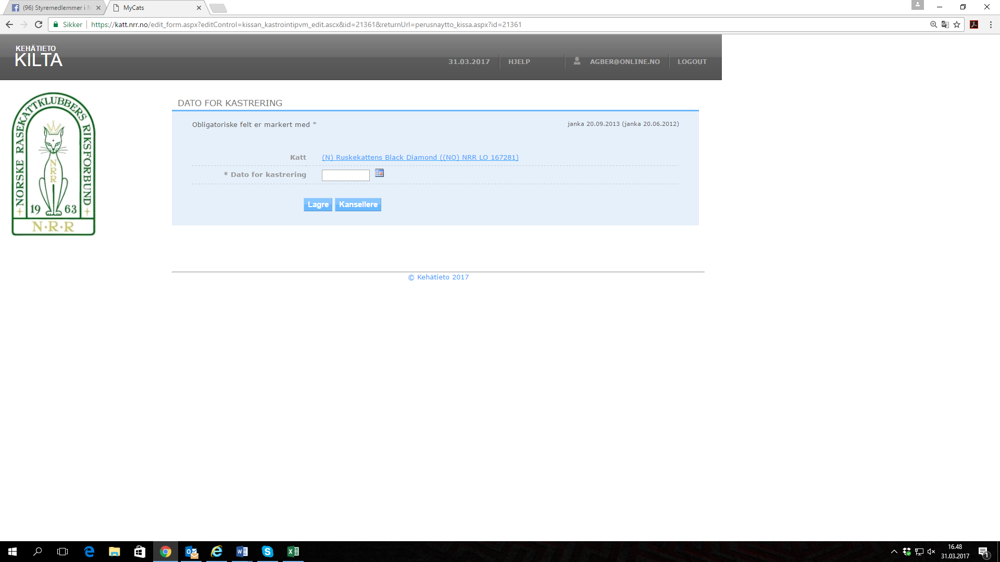 (96) Styremedlemmer i N
MyCats
Sikker
https://katt.nrr.no/edit_form.aspx?editControl=kissan_kastrointipvm_edit.ascx&id=21361&returnUrl=perusnaytto_kissa.aspx?id=21361
KEHÄTIETO
KILTA
31.03.2017
HJELP
AGBER@ONLINE.NO
LOGOUT
NORSKE RASEKATTKLUBBERS RIKSFORBUND
NRR
19 63
N·R·R
DATO FOR KASTRERING
Obligatoriske felt er markert med *
janka 20.09.2013 (janka 20.06.2012)
Katt
(N) Ruskekattens Black Diamond ((NO) NRR LO 167281)
* Dato for kastrering
Lagre
Kansellere
© Kehätieto 2017
16.48
31.03.2017
1